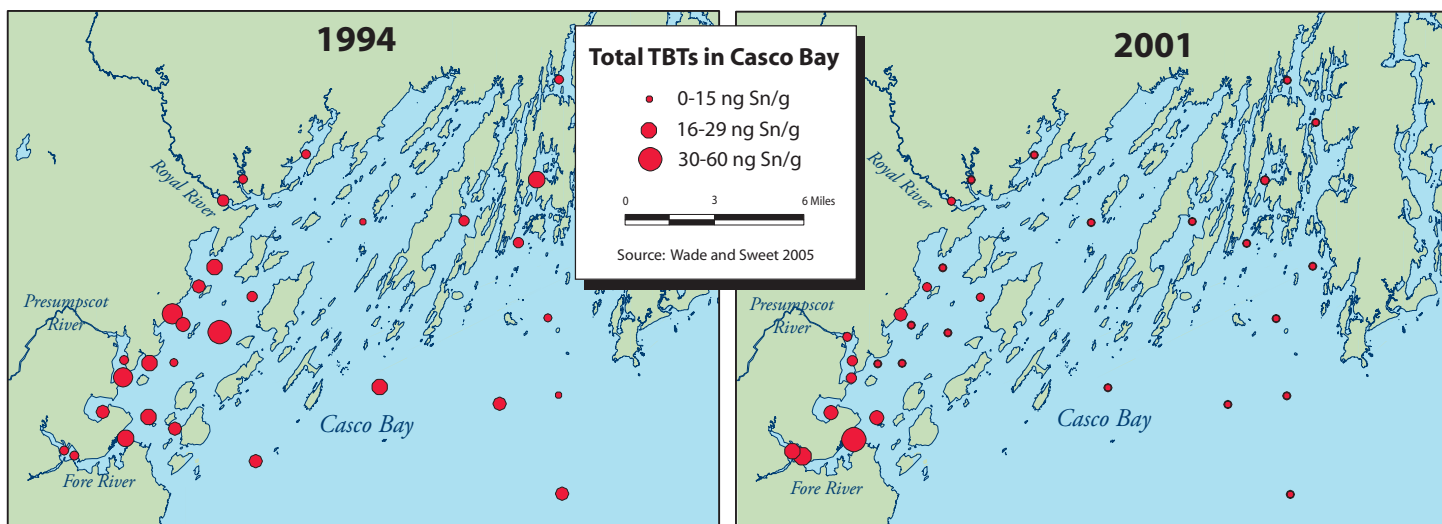 1994
Royal River
Presumpscot
River
Casco Bay
Fore River
Total TBTs in Casco Bay
0-15 ng Sn/g
16-29 ng Sn/g
30-60 ng Sn/g
0 3 6 Miles
Source: Wade and Sweet 2005
2001
Royal River
Presumpscot
River
Casco Bay
Fore River